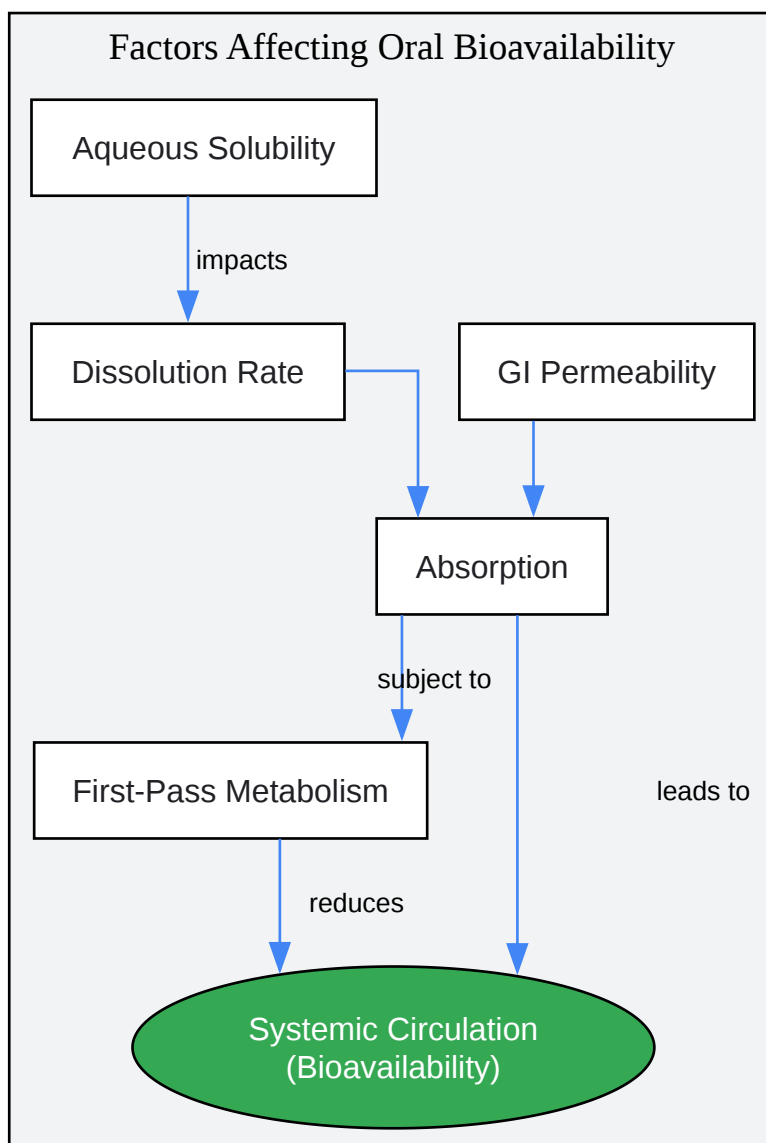 Factors Affecting Oral Bioavailability
Aqueous Solubility
impacts
Dissolution Rate
GI Permeability
Absorption
subject to
First-Pass Metabolism
leads to
reduces
Systemic Circulation
(Bioavailability)